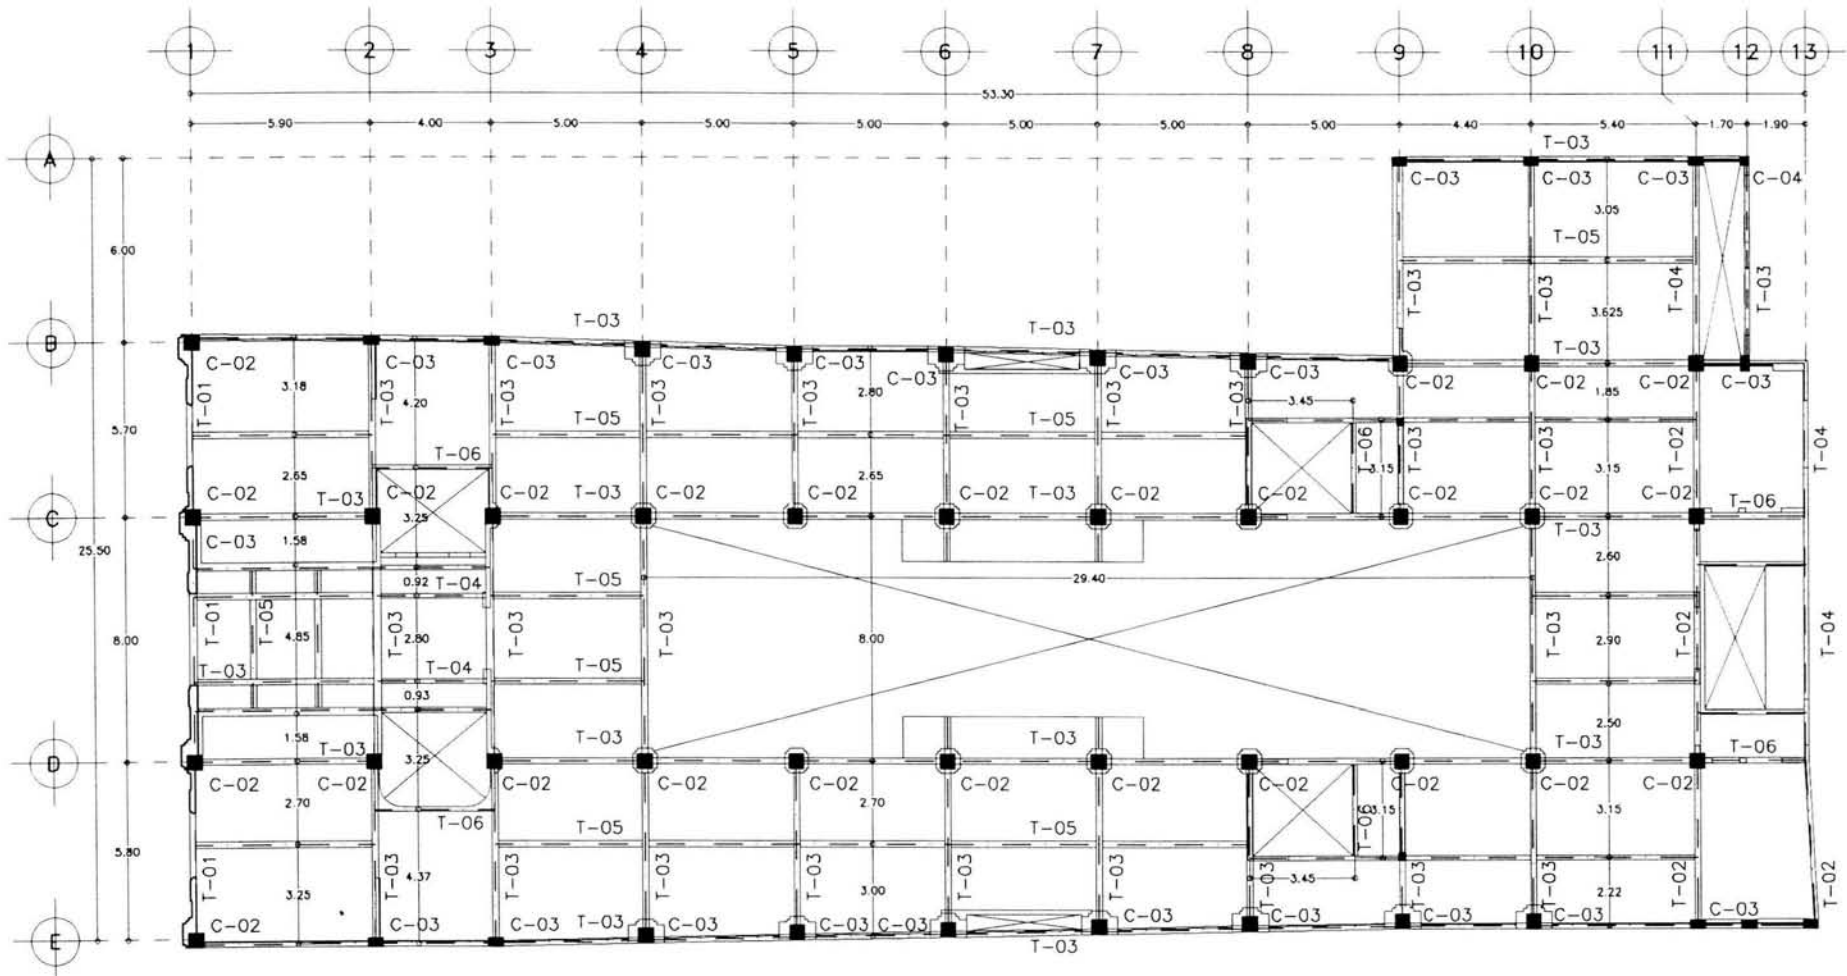 1 2 3 4 5 6 7 8 9 10 11 12 13
53.30
5.90 4.00 5.00 5.00 5.00 5.00 5.00 5.00 4.40 5.40 1.70 1.90
T-03
A
C-03 C-03 C-03 C-04
3.05
6.00
T-05
T-03 T-03 T-04 T-03
3.625
T-03 T-03 T-03
B
C-02 C-03 C-03 C-03 C-03 C-03 C-03 C-03 C-02 C-02 C-03
3.18 4.20 2.80 1.85
T-01 T-03 T-03 T-03 T-03 T-03 T-03 T-03
3.45
T-05 T-05
5.70
T-06 T-06 3.15 T-03 T-03 3.15 T-02 T-04
2.65 2.65
C-02 T-03 C-02 C-02 T-03 C-02 C-02 C-02 T-03 C-02 C-02 C-02 C-02 C-02 T-06
C
3.25
T-03
C-03 1.58
25.50
2.60
0.92 T-04 T-05 29.40
T-01 T-05 4.85 T-03 2.80 T-03 8.00 T-03 2.90 T-02 T-04
8.00
T-03 T-04 T-05
0.93
2.50
1.58 T-03 T-03 T-03 T-03 T-06
3.25
D
C-02 C-02 C-02 C-02 C-02 C-02 C-02 C-02 C-02 C-02 C-02
2.70 2.70 T-06 3.15 3.15
T-06 T-05 T-05
5.80
T-01 T-03 4.37 T-03 T-03 T-03 T-03 T-03 3.45 T-03 T-03 T-02 T-02
3.25 3.00 2.22
C-02 C-03 C-03 T-03 C-03 C-03 C-03 C-03 C-03 C-03 C-03 C-03
E
T-03